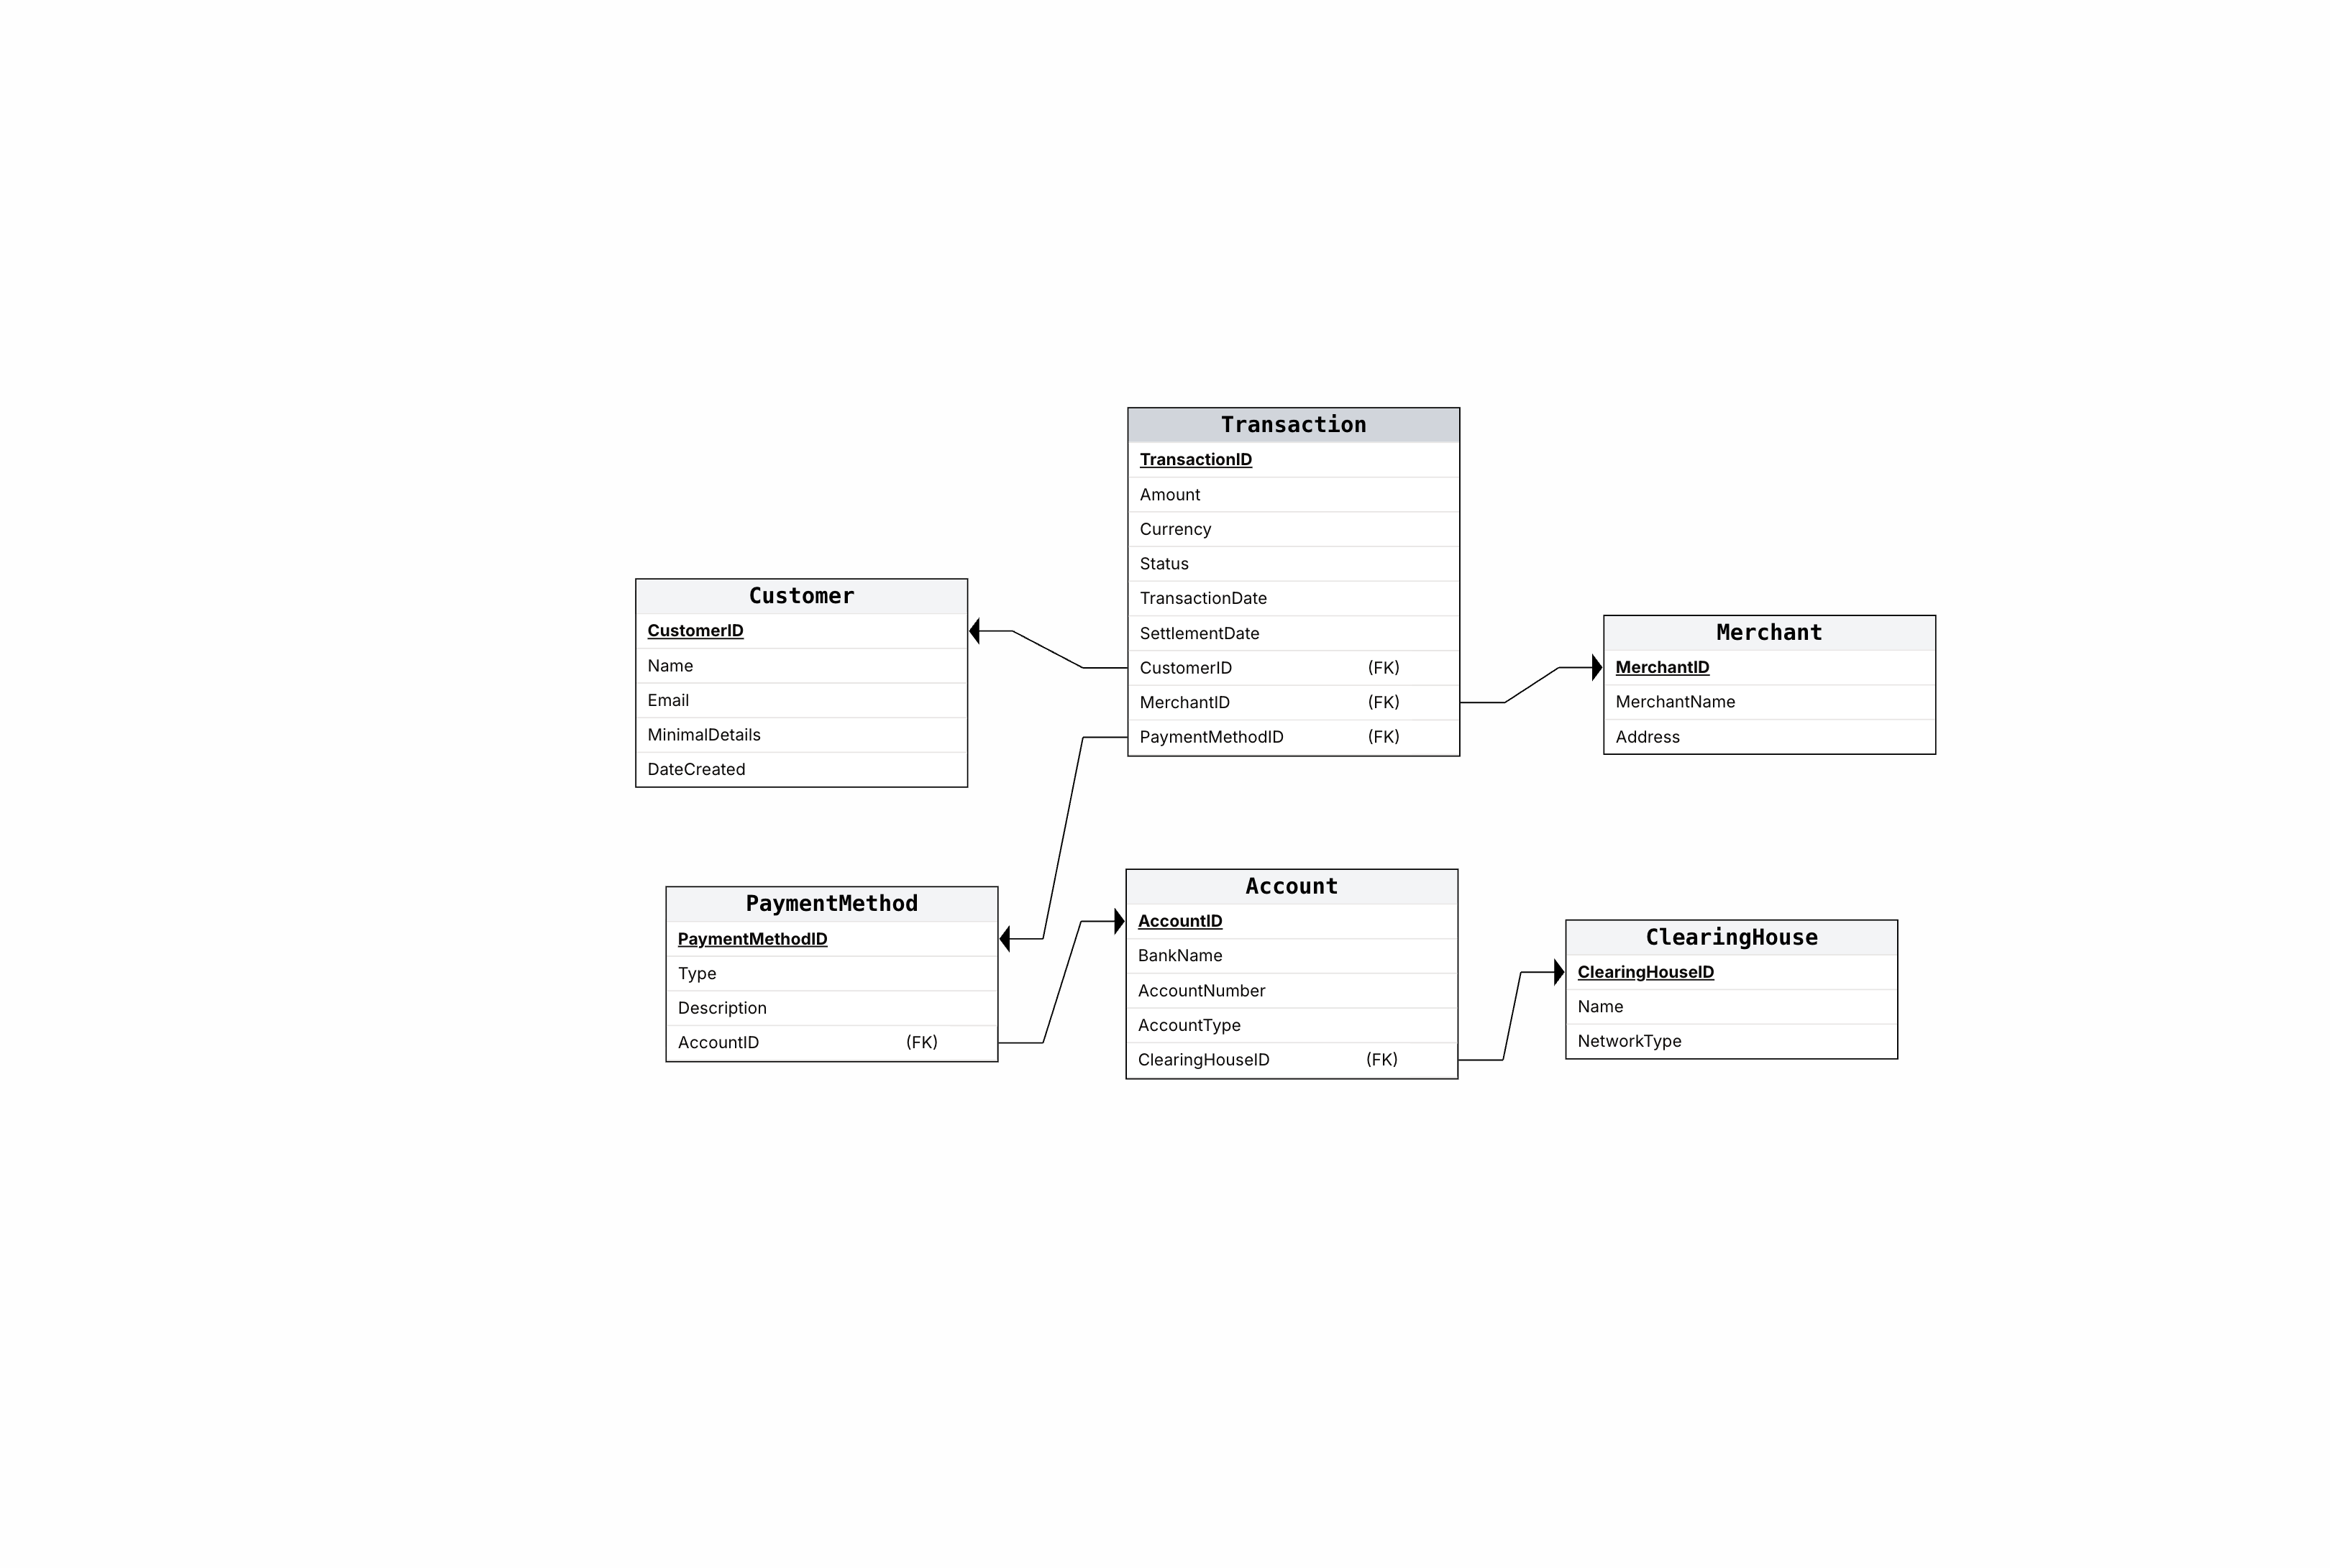 Transaction
TransactionID
Amount
Currency
Status
TransactionDate
SettlementDate
CustomerID (FK)
MerchantID (FK)
PaymentMethodID (FK)
Customer
CustomerID
Name
Email
MinimalDetails
DateCreated
Merchant
MerchantID
MerchantName
Address
PaymentMethod
PaymentMethodID
Type
Description
AccountID (FK)
Account
AccountID
BankName
AccountNumber
AccountType
ClearingHouseID (FK)
ClearingHouse
ClearingHouseID
Name
NetworkType